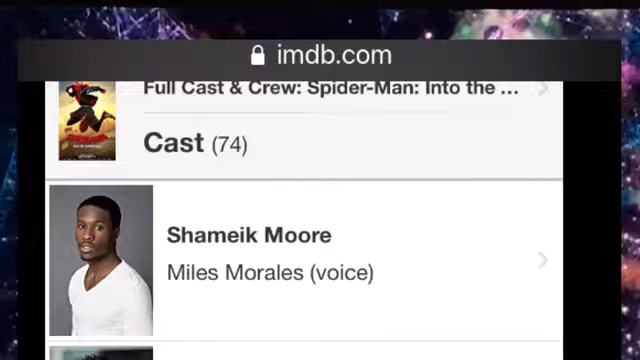 imdb.com
Full Cast & Crew: Spider-Man: Into the ...
Cast (74)
Shameik Moore
Miles Morales (voice)